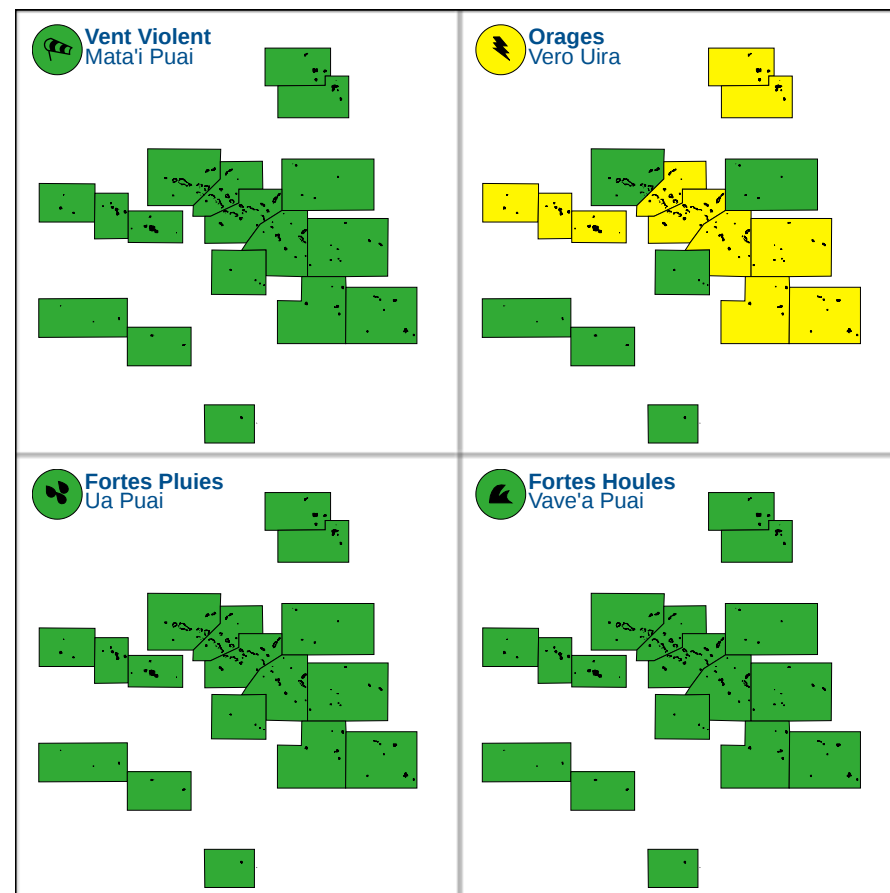 Vent Violent
Mata'i Puai
Orages
Vero Uira
Fortes Pluies
Ua Puai
Fortes Houles
Vave'a Puai